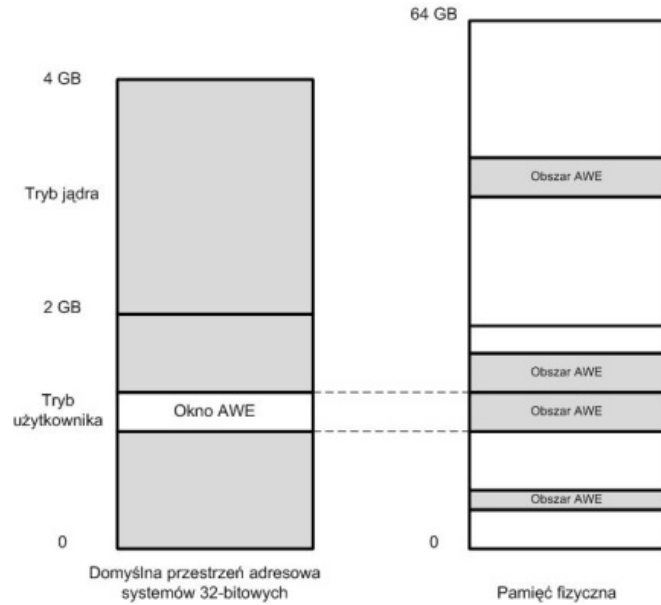 64 GB
4 GB
Obszar AWE
Tryb jądra
2 GB
Obszar AWE
Tryb
użytkownika
Okno AWE
Obszar AWE
Obszar AWE
0
0
Domyślna przestrzeń adresowa
systemów 32-bitowych
Pamięć fizyczna